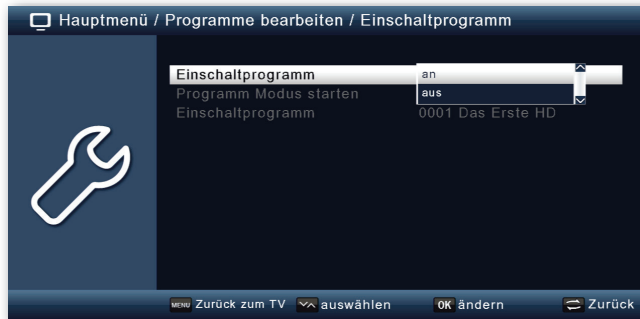 Hauptmenü / Programme bearbeiten / Einschaltprogramm
Einschaltprogramm an
aus
Programm Modus starten
Einschaltprogramm 0001 Das Erste HD
MENU Zurück zum TV auswählen OK ändern Zurück